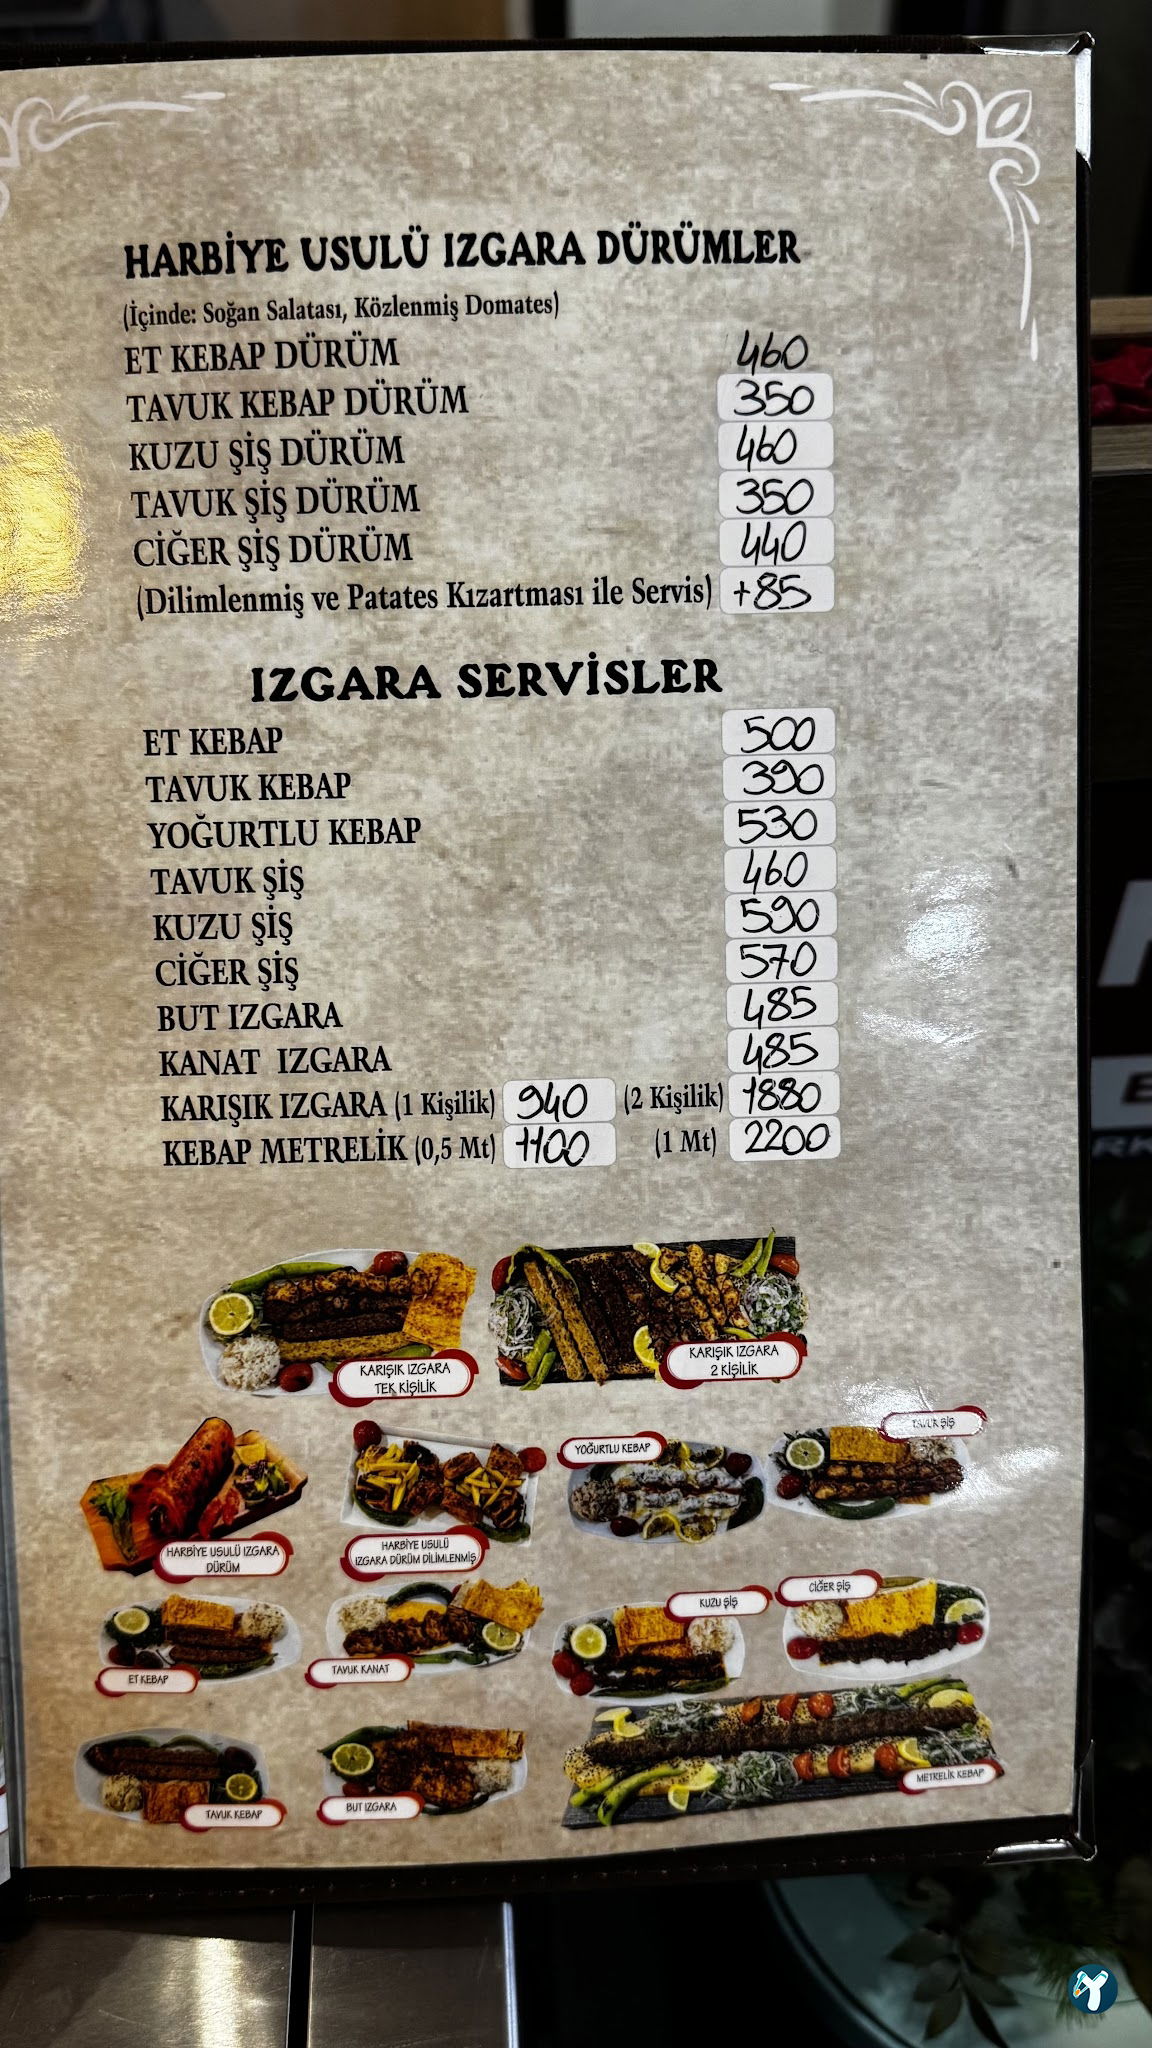 HARBİYE USULÜ IZGARA DÜRÜMLER
(İçinde: Soğan Salatası, Közlenmiş Domates)
ET KEBAP DÜRÜM 460
TAVUK KEBAP DÜRÜM 350
KUZU ŞİŞ DÜRÜM 460
TAVUK ŞİŞ DÜRÜM 350
CİĞER ŞİŞ DÜRÜM 440
(Dilimlenmiş ve Patates Kızartması ile Servis) +85
IZGARA SERVİSLER
ET KEBAP 500
TAVUK KEBAP 390
YOĞURTLU KEBAP 530
TAVUK ŞİŞ 460
KUZU ŞİŞ 590
CİĞER ŞİŞ 570
BUT IZGARA 485
KANAT IZGARA 485
KARIŞIK IZGARA (1 Kişilik) 940 (2 Kişilik) 1880
KEBAP METRELİK (0,5 Mt) 1100 (1 Mt) 2200
KARIŞIK IZGARA
TEK KİŞİLİK
KARIŞIK IZGARA
2 KİŞİLİK
HARBİYE USULÜ IZGARA
DÜRÜM
HARBİYE USULÜ
IZGARA DÜRÜM DİLİMLENMİŞ
YOĞURTLU KEBAP
TAVUK ŞİŞ
ET KEBAP
TAVUK KANAT
KUZU ŞİŞ
CİĞER ŞİŞ
TAVUK KEBAP
BUT IZGARA
METRELİK KEBAP